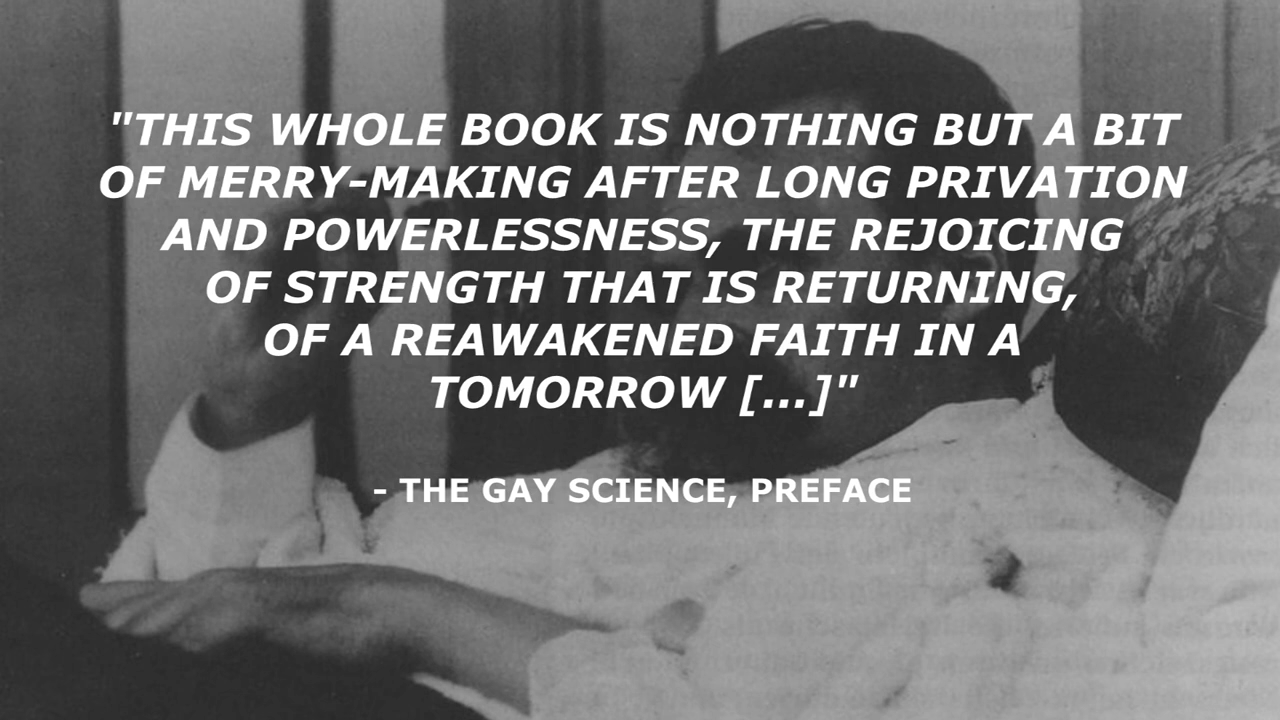 "THIS WHOLE BOOK IS NOTHING BUT A BIT
OF MERRY-MAKING AFTER LONG PRIVATION
AND POWERLESSNESS, THE REJOICING
OF STRENGTH THAT IS RETURNING,
OF A REAWAKENED FAITH IN A
TOMORROW [...]"
- THE GAY SCIENCE, PREFACE